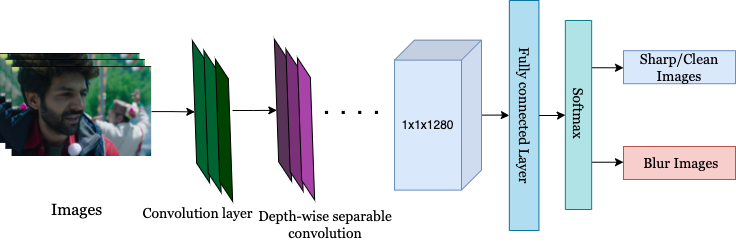 Images
Convolution layer
Depth-wise separable
convolution
1x1x1280
Fully connected Layer
Softmax
Sharp/Clean
Images
Blur Images